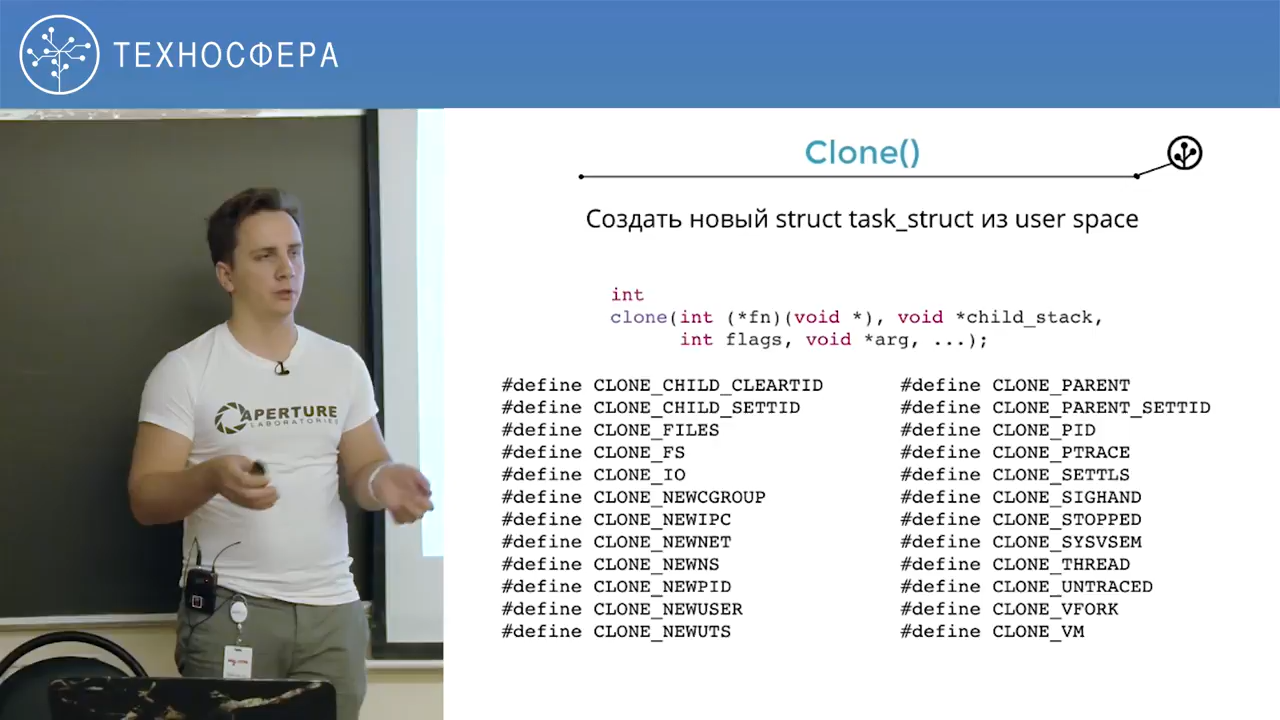 ТЕХНОСФЕРА
Clone()
Создать новый struct task_struct из user space
int
clone(int (*fn)(void *), void *child_stack,
int flags, void *arg, ...);
#define CLONE_CHILD_CLEARTID
#define CLONE_CHILD_SETTID
#define CLONE_FILES
#define CLONE_FS
#define CLONE_IO
#define CLONE_NEWCGROUP
#define CLONE_NEWIPC
#define CLONE_NEWNET
#define CLONE_NEWNS
#define CLONE_NEWPID
#define CLONE_NEWUSER
#define CLONE_NEWUTS
#define CLONE_PARENT
#define CLONE_PARENT_SETTID
#define CLONE_PID
#define CLONE_PTRACE
#define CLONE_SETTLS
#define CLONE_SIGHAND
#define CLONE_STOPPED
#define CLONE_SYSVSEM
#define CLONE_THREAD
#define CLONE_UNTRACED
#define CLONE_VFORK
#define CLONE_VM
APERTURE
LABORATORIES